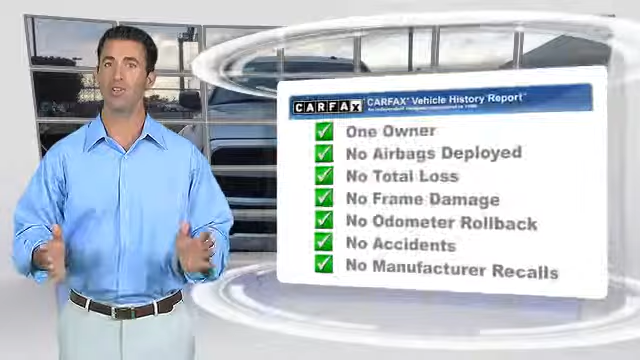 CARFAX CARFAX Vehicle History Report™
One Owner
No Airbags Deployed
No Total Loss
No Frame Damage
No Odometer Rollback
No Accidents
No Manufacturer Recalls